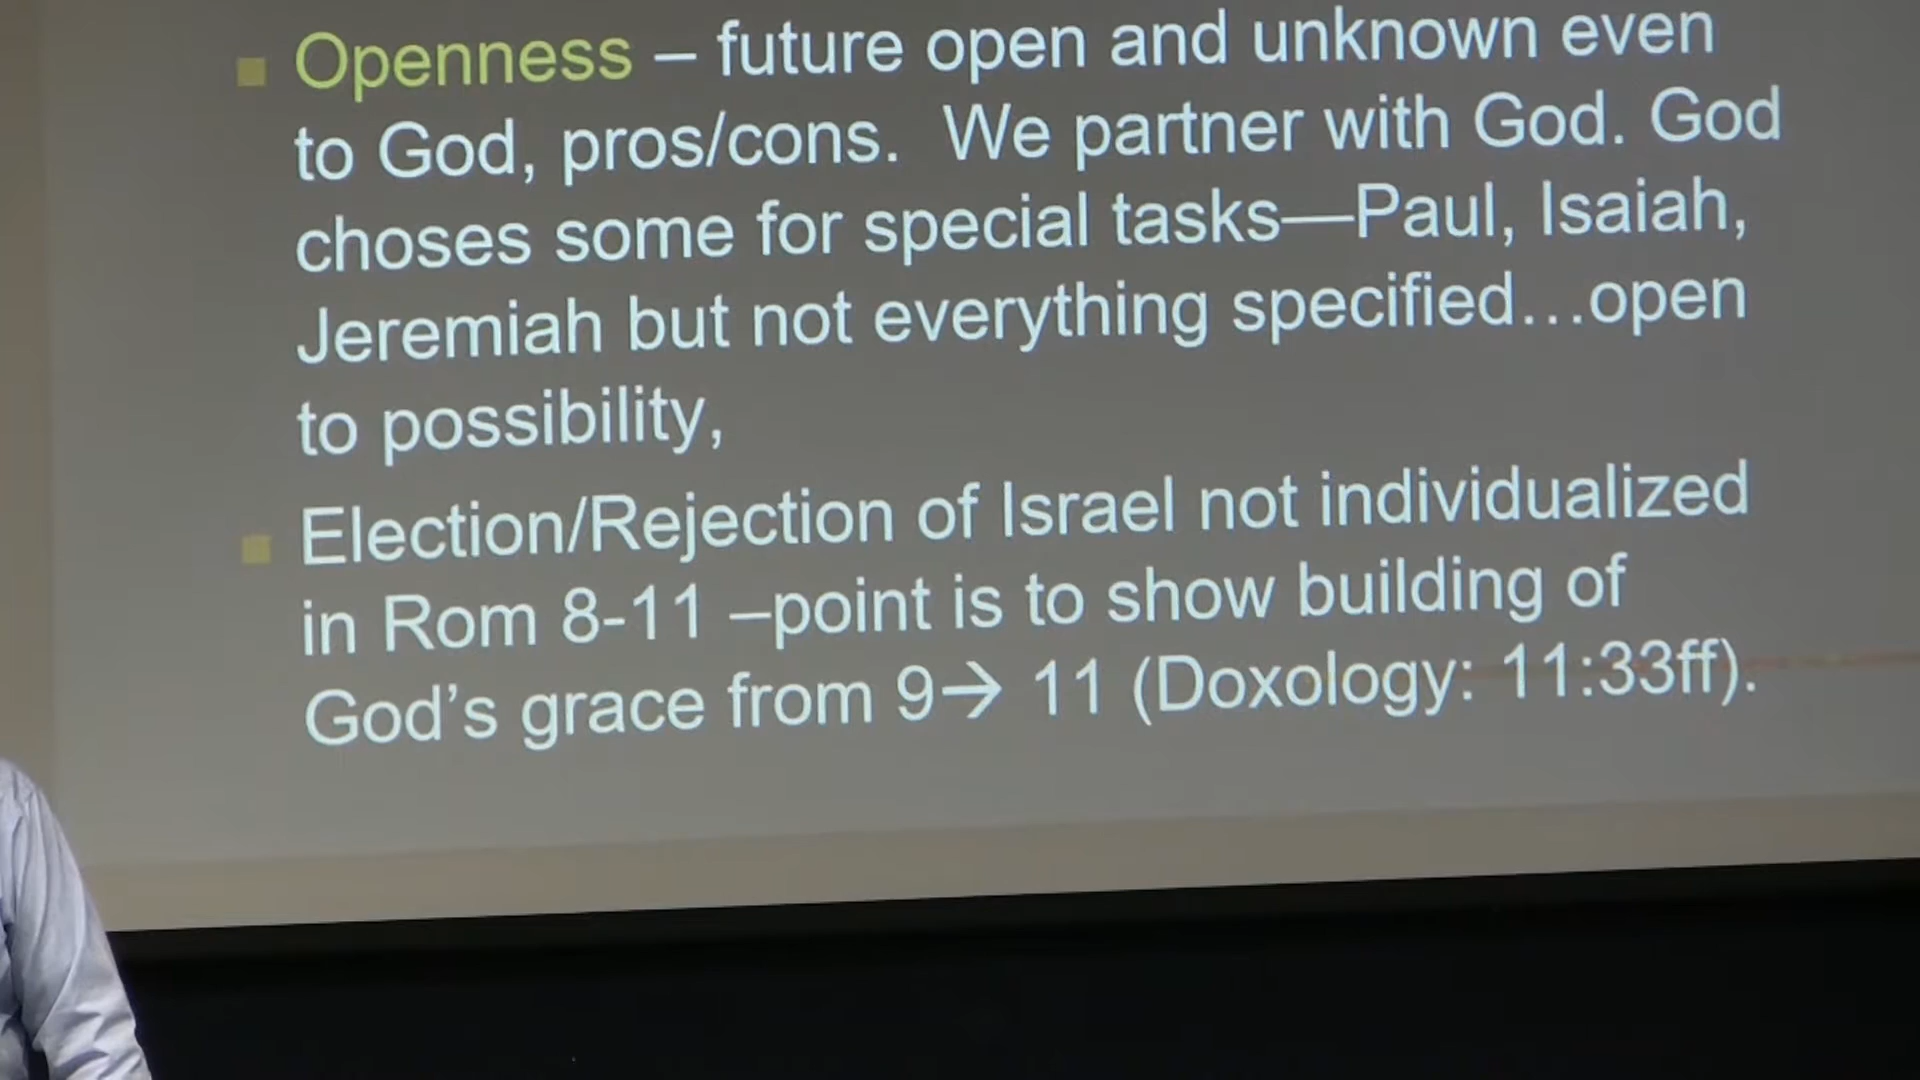 Openness – future open and unknown even
to God, pros/cons. We partner with God. God
choses some for special tasks—Paul, Isaiah,
Jeremiah but not everything specified…open
to possibility,
Election/Rejection of Israel not individualized
in Rom 8-11 –point is to show building of
God’s grace from 9→ 11 (Doxology: 11:33ff).